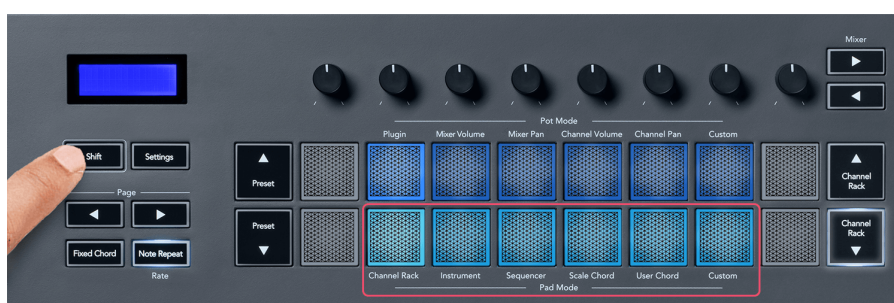 Mixer
Pot Mode
Plugin Mixer Volume Mixer Pan Channel Volume Channel Pan Custom
Shift Settings
Preset
Channel
Rack
Page
Preset
Channel
Rack
Fixed Chord Note Repeat
Rate
Channel Rack Instrument Sequencer Scale Chord User Chord Custom
Pad Mode